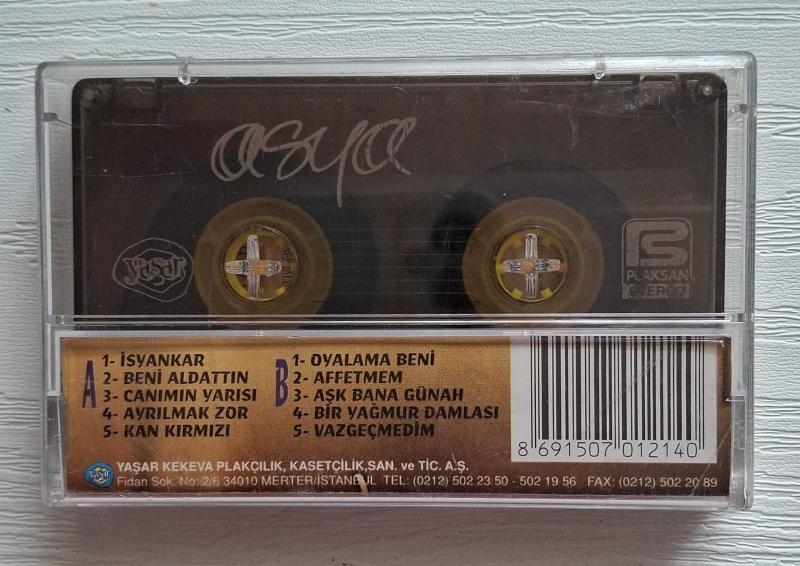 asya
yaşar
PS
PLAKSAN
STEREO
A
1- İSYANKAR
2- BENİ ALDATTIN
3- CANIMIN YARISI
4- AYRILMAK ZOR
5- KAN KIRMIZI
B
1- OYALAMA BENİ
2- AFFETMEM
3- AŞK BANA GÜNAH
4- BİR YAĞMUR DAMLASI
5- VAZGEÇMEDİM
8 691507 012140
yaşar
YAŞAR KEKEVA PLAKÇILIK, KASETÇİLİK,SAN. ve TİC. A.Ş.
Fidan Sok. No: 2/6 34010 MERTER/İSTANBUL TEL: (0212) 502 23 50 - 502 19 56 FAX: (0212) 502 20 89